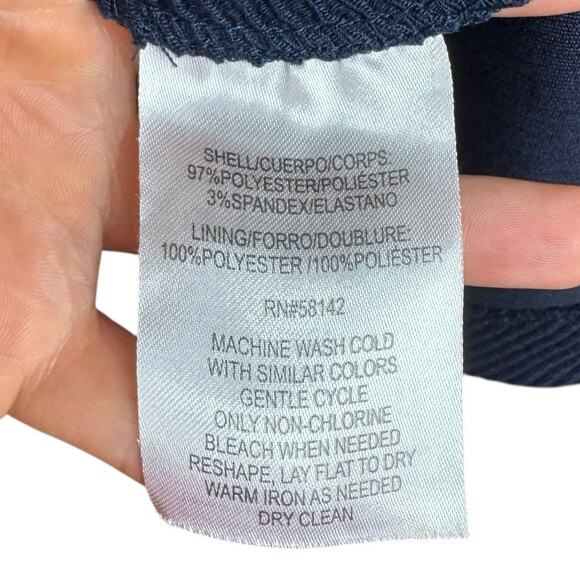 SHELL/CUERPO/CORPS.
97%POLYESTER/POLIÉSTER
3%SPANDEX/ELASTANO
LINING/FORRO/DOUBLURE:
100%POLYESTER /100%POLIESTER
RN#58142
MACHINE WASH COLD
WITH SIMILAR COLORS
GENTLE CYCLE
ONLY NON-CHLORINE
BLEACH WHEN NEEDED
RESHAPE, LAY FLAT TO DRY
WARM IRON AS NEEDED
DRY CLEAN